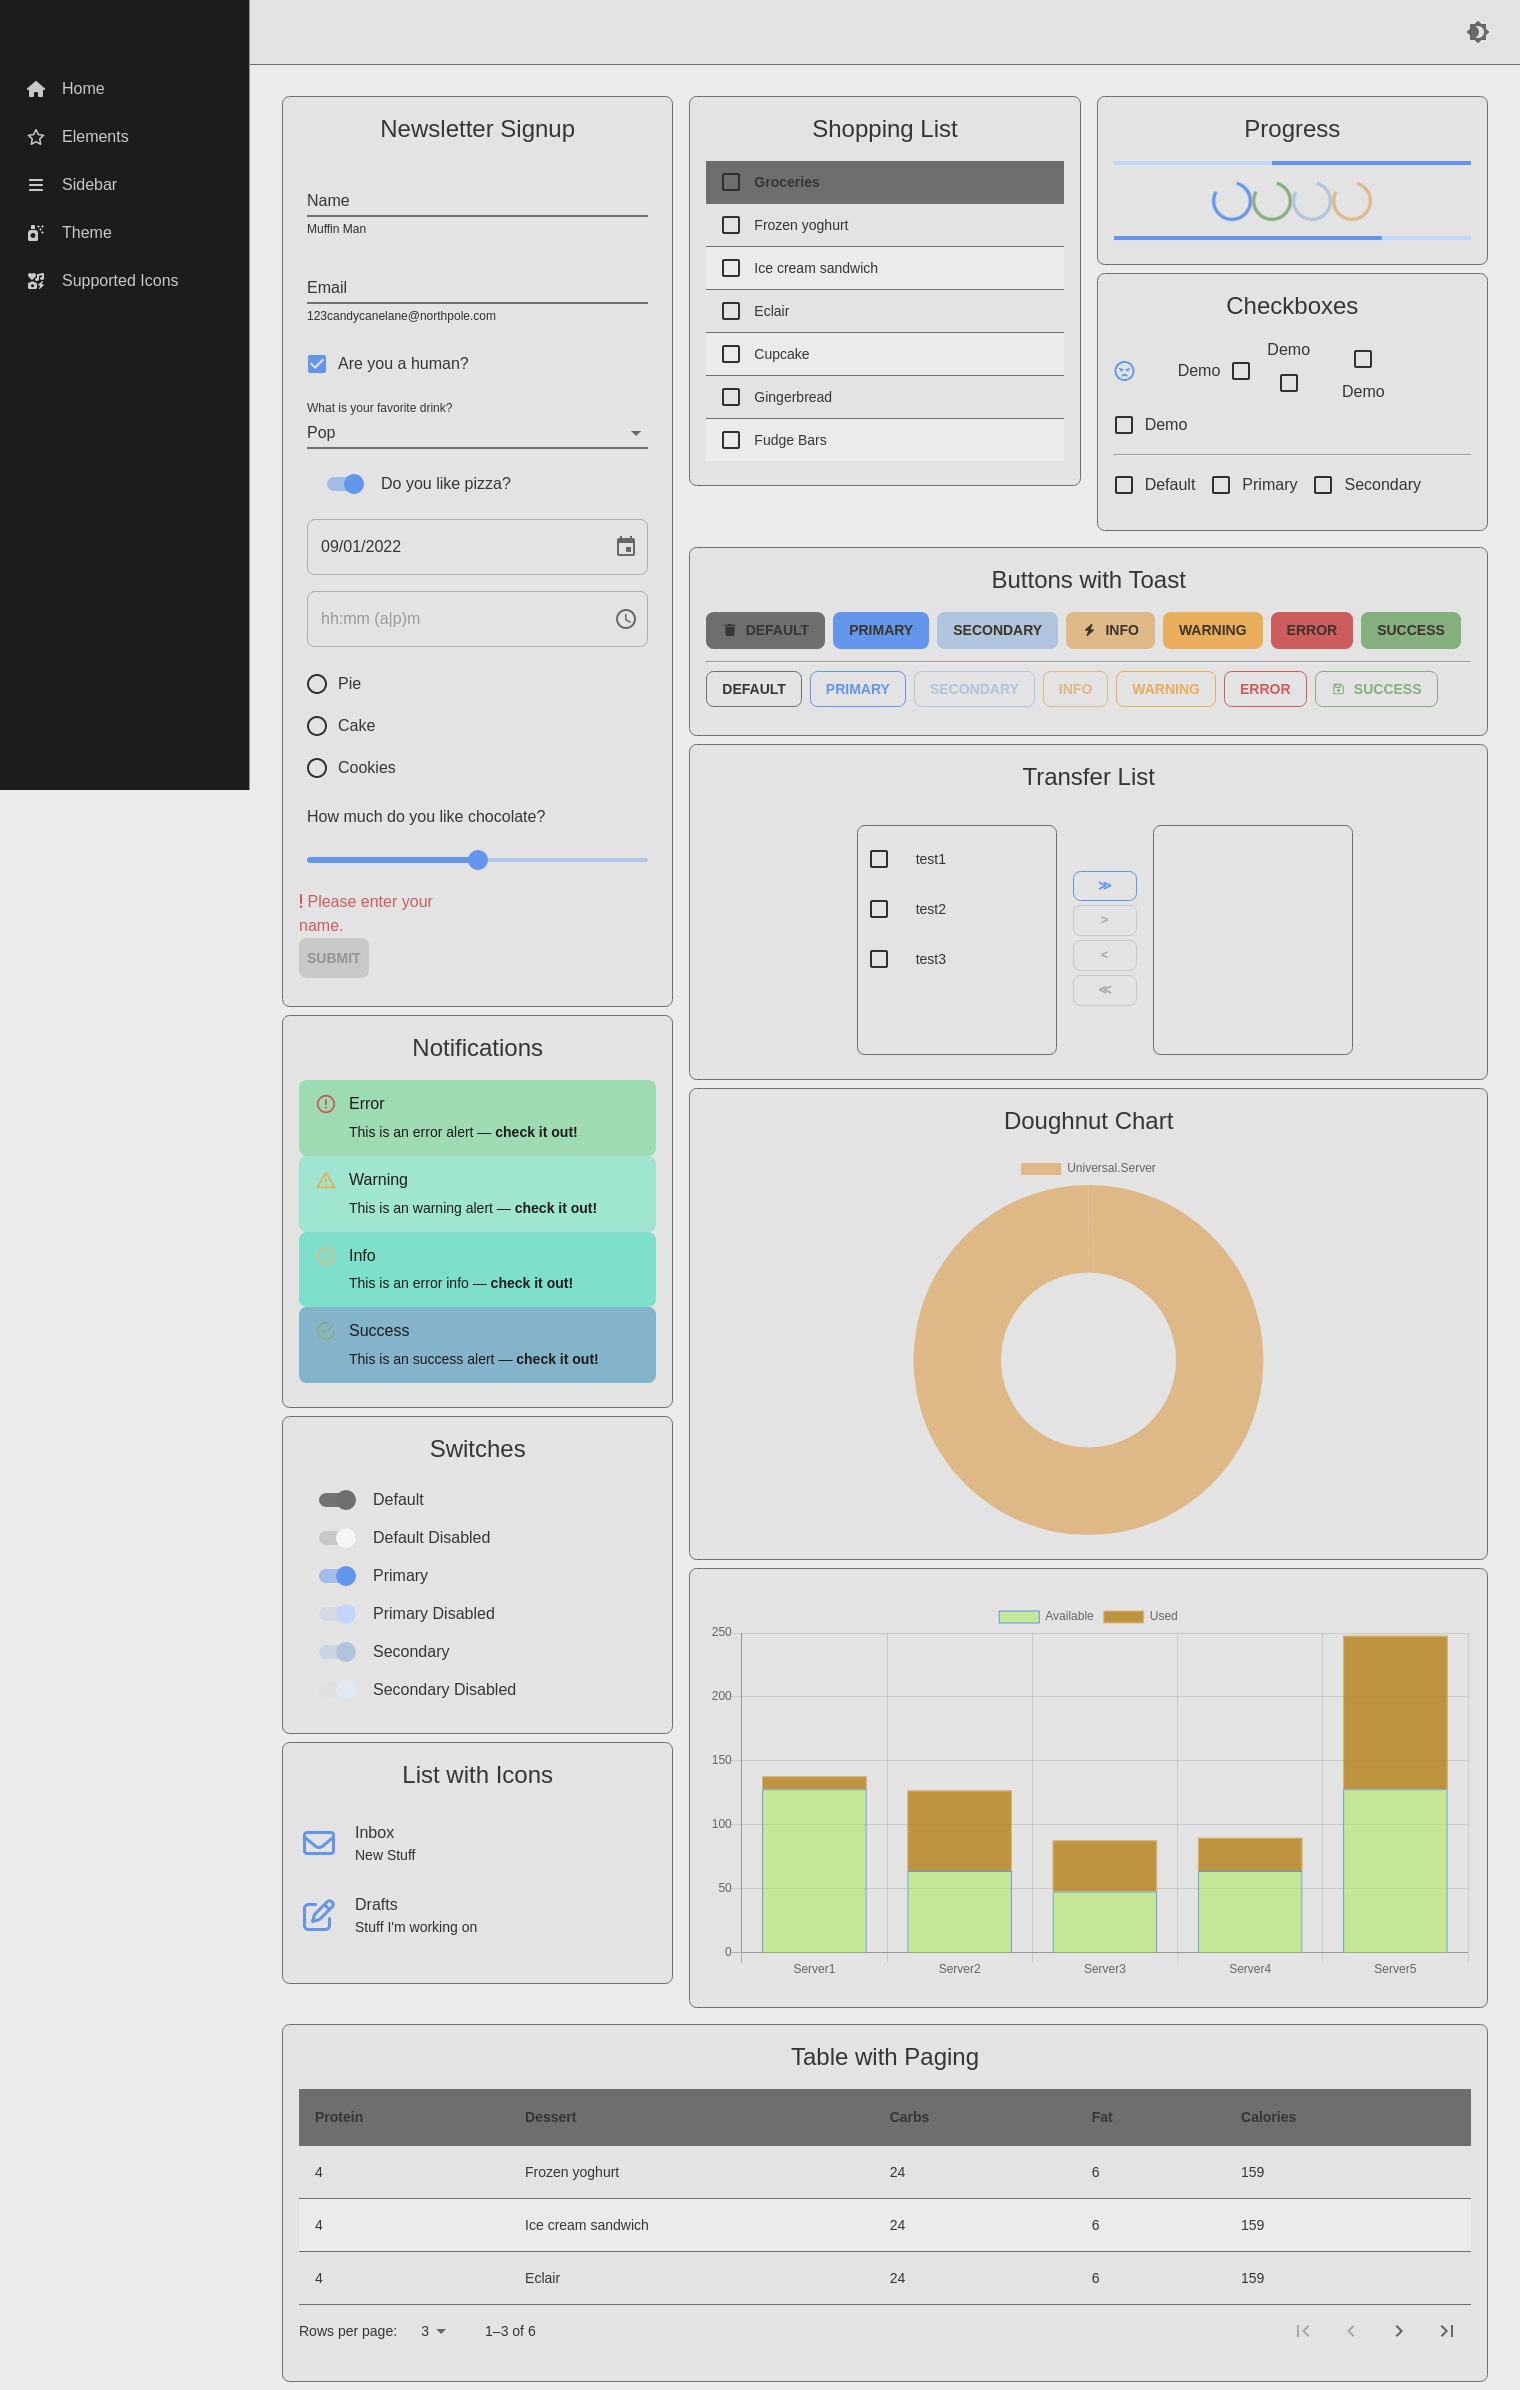 Home
Elements
Sidebar
Theme
Supported Icons
Newsletter Signup
Name
Muffin Man
Email
123candycanelane@northpole.com
Are you a human?
What is your favorite drink?
Pop
Do you like pizza?
09/01/2022
hh:mm (a|p)m
Pie
Cake
Cookies
How much do you like chocolate?
! Please enter your
name.
SUBMIT
Notifications
Error
This is an error alert — check it out!
Warning
This is an warning alert — check it out!
Info
This is an error info — check it out!
Success
This is an success alert — check it out!
Switches
Default
Default Disabled
Primary
Primary Disabled
Secondary
Secondary Disabled
List with Icons
Inbox
New Stuff
Drafts
Stuff I'm working on
Shopping List
Groceries
Frozen yoghurt
Ice cream sandwich
Eclair
Cupcake
Gingerbread
Fudge Bars
Progress
Checkboxes
Demo
Demo
Demo
Demo
Default Primary Secondary
Buttons with Toast
DEFAULT PRIMARY SECONDARY INFO WARNING ERROR SUCCESS
DEFAULT PRIMARY SECONDARY INFO WARNING ERROR SUCCESS
Transfer List
test1
test2
test3
≫
>
<
≪
Doughnut Chart
Universal.Server
Available Used
250
200
150
100
50
0
Server1 Server2 Server3 Server4 Server5
Table with Paging
Protein Dessert Carbs Fat Calories
4 Frozen yoghurt 24 6 159
4 Ice cream sandwich 24 6 159
4 Eclair 24 6 159
Rows per page: 3 1–3 of 6